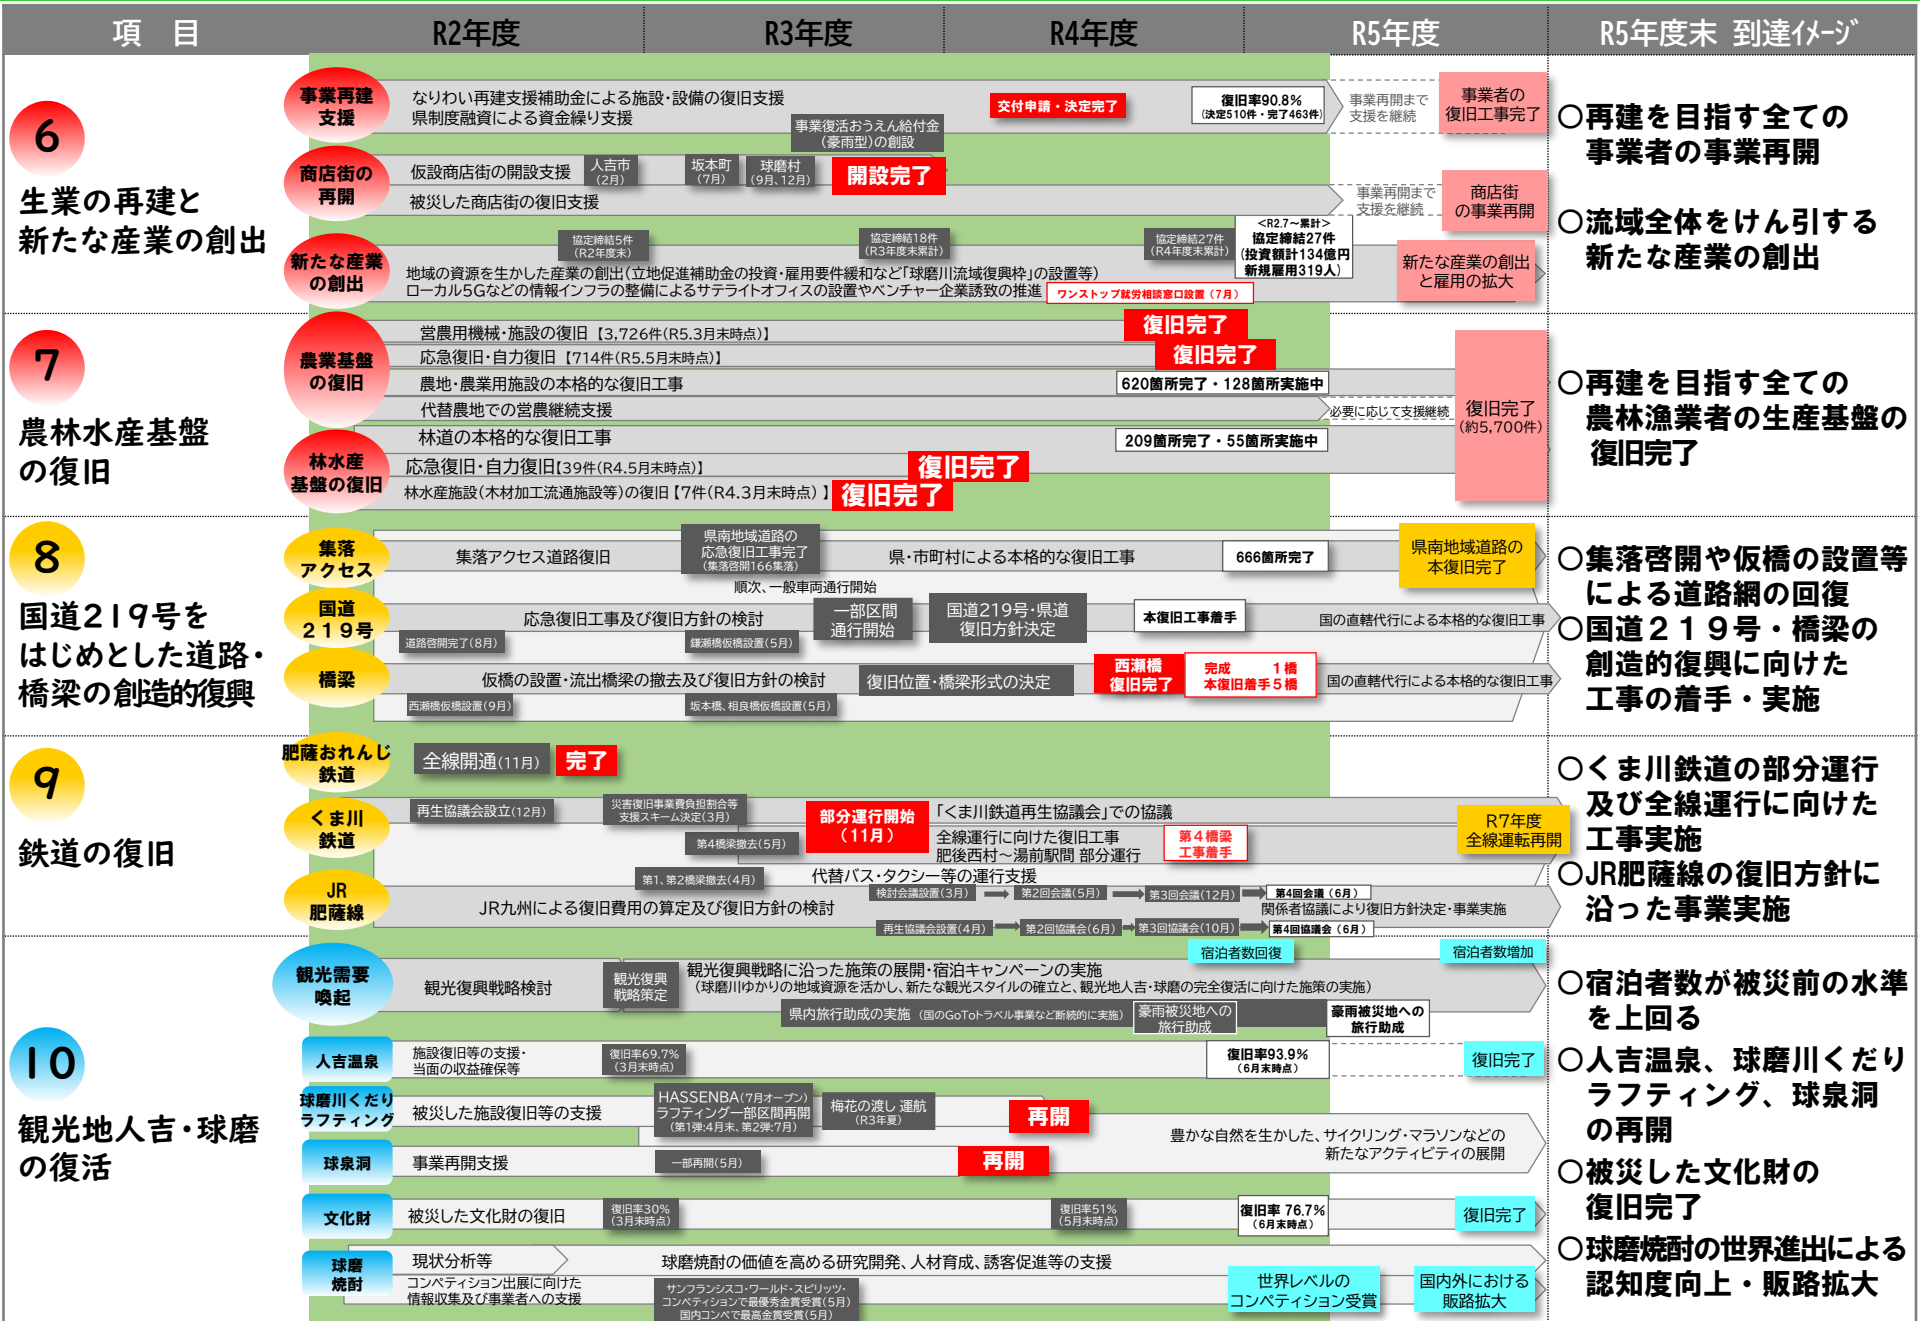 項 目
R2年度
R3年度
R4年度
R5年度
R5年度末 到達イメージ
6
生業の再建と
新たな産業の創出
事業再建
支援
なりわい再建支援補助金による施設・設備の復旧支援
県制度融資による資金繰り支援
事業復活おうえん給付金
(豪雨型)の創設
交付申請・決定完了
復旧率90.8%
(決定510件・完了463件)
事業再開まで
支援を継続
事業者の
復旧工事完了
商店街の
再開
仮設商店街の開設支援
人吉市
(2月)
坂本町
(7月)
球磨村
(9月、12月)
開設完了
被災した商店街の復旧支援
事業再開まで
支援を継続
商店街
の事業再開
新たな産業
の創出
協定締結5件
(R2年度末)
協定締結18件
(R3年度末累計)
協定締結27件
(R4年度末累計)
<R2.7~累計>
協定締結27件
(投資額計134億円
新規雇用319人)
地域の資源を生かした産業の創出(立地促進補助金の投資・雇用要件緩和など「球磨川流域復興枠」の設置等)
ローカル5Gなどの情報インフラの整備によるサテライトオフィスの設置やベンチャー企業誘致の推進
ワンストップ就労相談窓口設置(7月)
新たな産業の創出
と雇用の拡大
○再建を目指す全ての
事業者の事業再開
○流域全体をけん引する
新たな産業の創出
7
農林水産基盤
の復旧
農業基盤
の復旧
営農用機械・施設の復旧 【3,726件(R5.3月末時点)】
復旧完了
応急復旧・自力復旧 【714件(R5.5月末時点)】
復旧完了
農地・農業用施設の本格的な復旧工事
620箇所完了・128箇所実施中
代替農地での営農継続支援
必要に応じて支援継続
復旧完了
(約5,700件)
林水産
基盤の復旧
林道の本格的な復旧工事
209箇所完了・55箇所実施中
応急復旧・自力復旧【39件(R4.5月末時点)】
復旧完了
林水産施設(木材加工流通施設等)の復旧 【7件(R4.3月末時点) 】
復旧完了
○再建を目指す全ての
農林漁業者の生産基盤の
復旧完了
8
国道219号を
はじめとした道路・
橋梁の創造的復興
集落
アクセス
集落アクセス道路復旧
県南地域道路の
応急復旧工事完了
(集落啓開166集落)
県・市町村による本格的な復旧工事
666箇所完了
県南地域道路の
本復旧完了
順次、一般車両通行開始
国道
219号
応急復旧工事及び復旧方針の検討
道路啓開完了(8月)
鎌瀬橋仮橋設置(5月)
一部区間
通行開始
国道219号・県道
復旧方針決定
本復旧工事着手
国の直轄代行による本格的な復旧工事
橋梁
仮橋の設置・流出橋梁の撤去及び復旧方針の検討
西瀬橋仮橋設置(9月)
坂本橋、相良橋仮橋設置(5月)
復旧位置・橋梁形式の決定
西瀬橋
復旧完了
完成 1橋
本復旧着手5橋
国の直轄代行による本格的な復旧工事
○集落啓開や仮橋の設置等
による道路網の回復
○国道219号・橋梁の
創造的復興に向けた
工事の着手・実施
9
鉄道の復旧
肥薩おれんじ
鉄道
全線開通(11月)
完了
くま川
鉄道
再生協議会設立(12月)
災害復旧事業費負担割合等
支援スキーム決定(3月)
第4橋梁撤去(5月)
部分運行開始
(11月)
「くま川鉄道再生協議会」での協議
全線運行に向けた復旧工事
肥後西村~湯前駅間 部分運行
第4橋梁
工事着手
R7年度
全線運転再開
JR
肥薩線
第1、第2橋梁撤去(4月)
代替バス・タクシー等の運行支援
検討会議設置(3月)
第2回会議(5月)
第3回会議(12月)
第4回会議(6月)
JR九州による復旧費用の算定及び復旧方針の検討
関係者協議により復旧方針決定・事業実施
再生協議会設置(4月)
第2回協議会(6月)
第3回協議会(10月)
第4回協議会(6月)
○くま川鉄道の部分運行
及び全線運行に向けた
工事実施
○JR肥薩線の復旧方針に
沿った事業実施
10
観光地人吉・球磨
の復活
観光需要
喚起
観光復興戦略検討
観光復興
戦略策定
観光復興戦略に沿った施策の展開・宿泊キャンペーンの実施
(球磨川ゆかりの地域資源を活かし、新たな観光スタイルの確立と、観光地人吉・球磨の完全復活に向けた施策の実施)
宿泊者数回復
宿泊者数増加
県内旅行助成の実施 (国のGoToトラベル事業など断続的に実施)
豪雨被災地への
旅行助成
豪雨被災地への
旅行助成
人吉温泉
施設復旧等の支援・
当面の収益確保等
復旧率69.7%
(3月末時点)
復旧率93.9%
(6月末時点)
復旧完了
球磨川くだり
ラフティング
被災した施設復旧等の支援
HASSENBA(7月オープン)
ラフティング一部区間再開
(第1弾:4月末、第2弾:7月)
梅花の渡し 運航
(R3年夏)
再開
豊かな自然を生かした、サイクリング・マラソンなどの
新たなアクティビティの展開
球泉洞
事業再開支援
一部再開(5月)
再開
文化財
被災した文化財の復旧
復旧率30%
(3月末時点)
復旧率51%
(5月末時点)
復旧率 76.7%
(6月末時点)
復旧完了
球磨
焼酎
現状分析等
球磨焼酎の価値を高める研究開発、人材育成、誘客促進等の支援
コンペティション出展に向けた
情報収集及び事業者への支援
サンフランシスコ・ワールド・スピリッツ・
コンペティションで最優秀金賞受賞(5月)
国内コンペで最高金賞受賞(5月)
世界レベルの
コンペティション受賞
国内外における
販路拡大
○宿泊者数が被災前の水準
を上回る
○人吉温泉、球磨川くだり
ラフティング、球泉洞
の再開
○被災した文化財の
復旧完了
○球磨焼酎の世界進出による
認知度向上・販路拡大